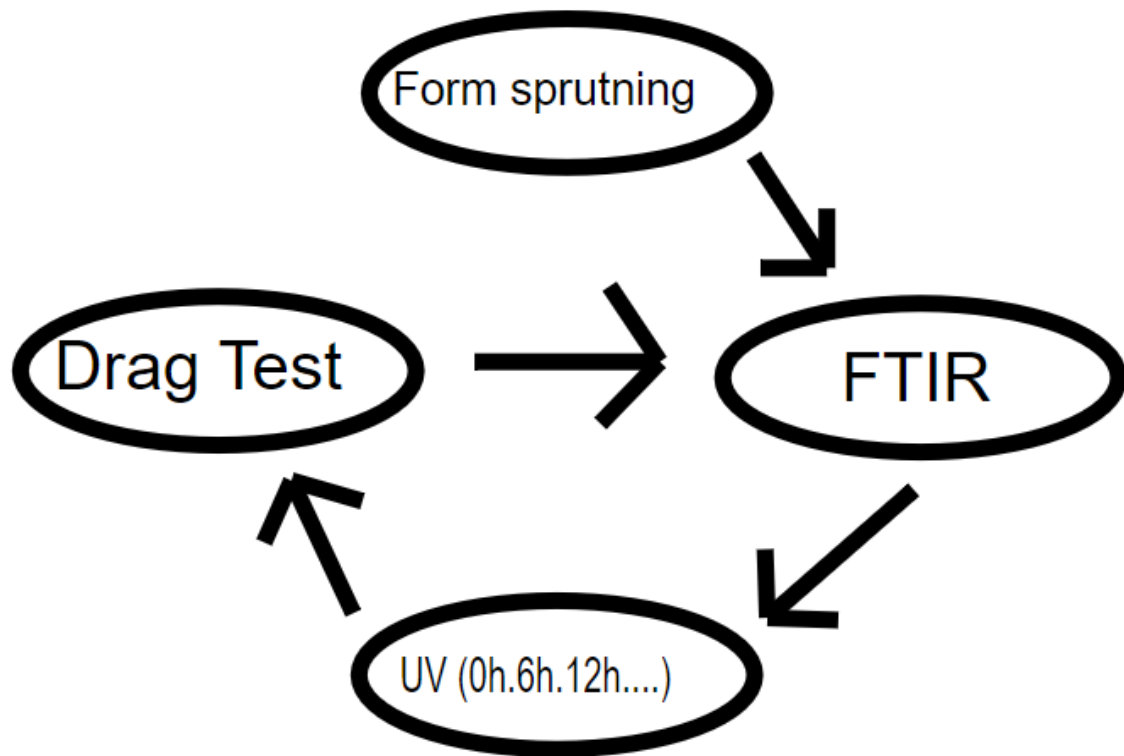 Form sprutning
Drag Test
FTIR
UV (0h.6h.12h....)